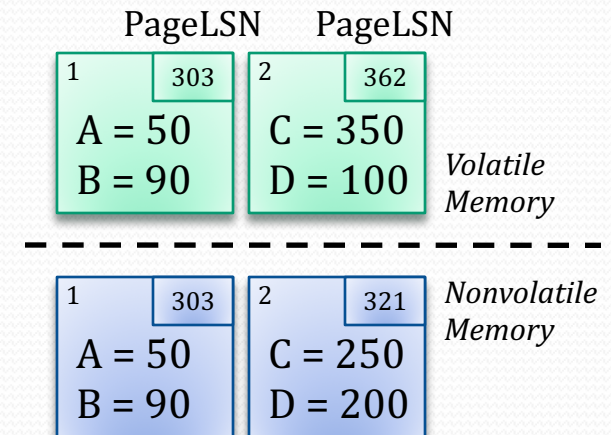 PageLSN PageLSN
1 303 2 362
A = 50 C = 350
B = 90 D = 100
Volatile
Memory
1 303 2 321
A = 50 C = 250
B = 90 D = 200
Nonvolatile
Memory